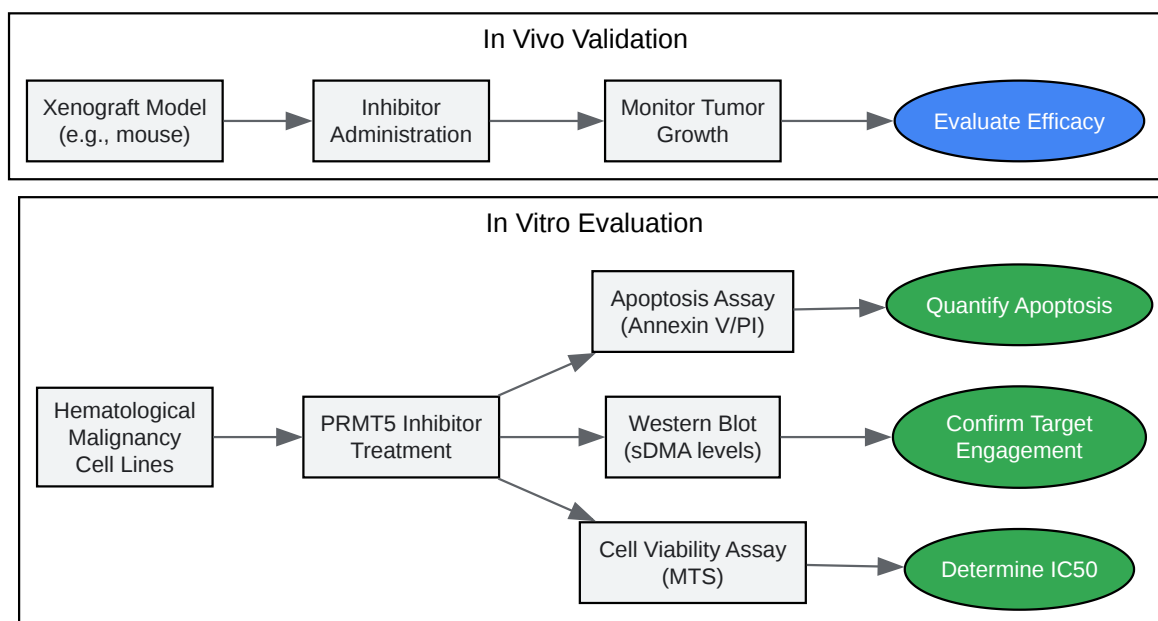 In Vivo Validation
Xenograft Model
(e.g., mouse)
Inhibitor
Administration
Monitor Tumor
Growth
Evaluate Efficacy
In Vitro Evaluation
Hematological
Malignancy
Cell Lines
PRMT5 Inhibitor
Treatment
Apoptosis Assay
(Annexin V/PI)
Quantify Apoptosis
Western Blot
(sDMA levels)
Confirm Target
Engagement
Cell Viability Assay
(MTS)
Determine IC50